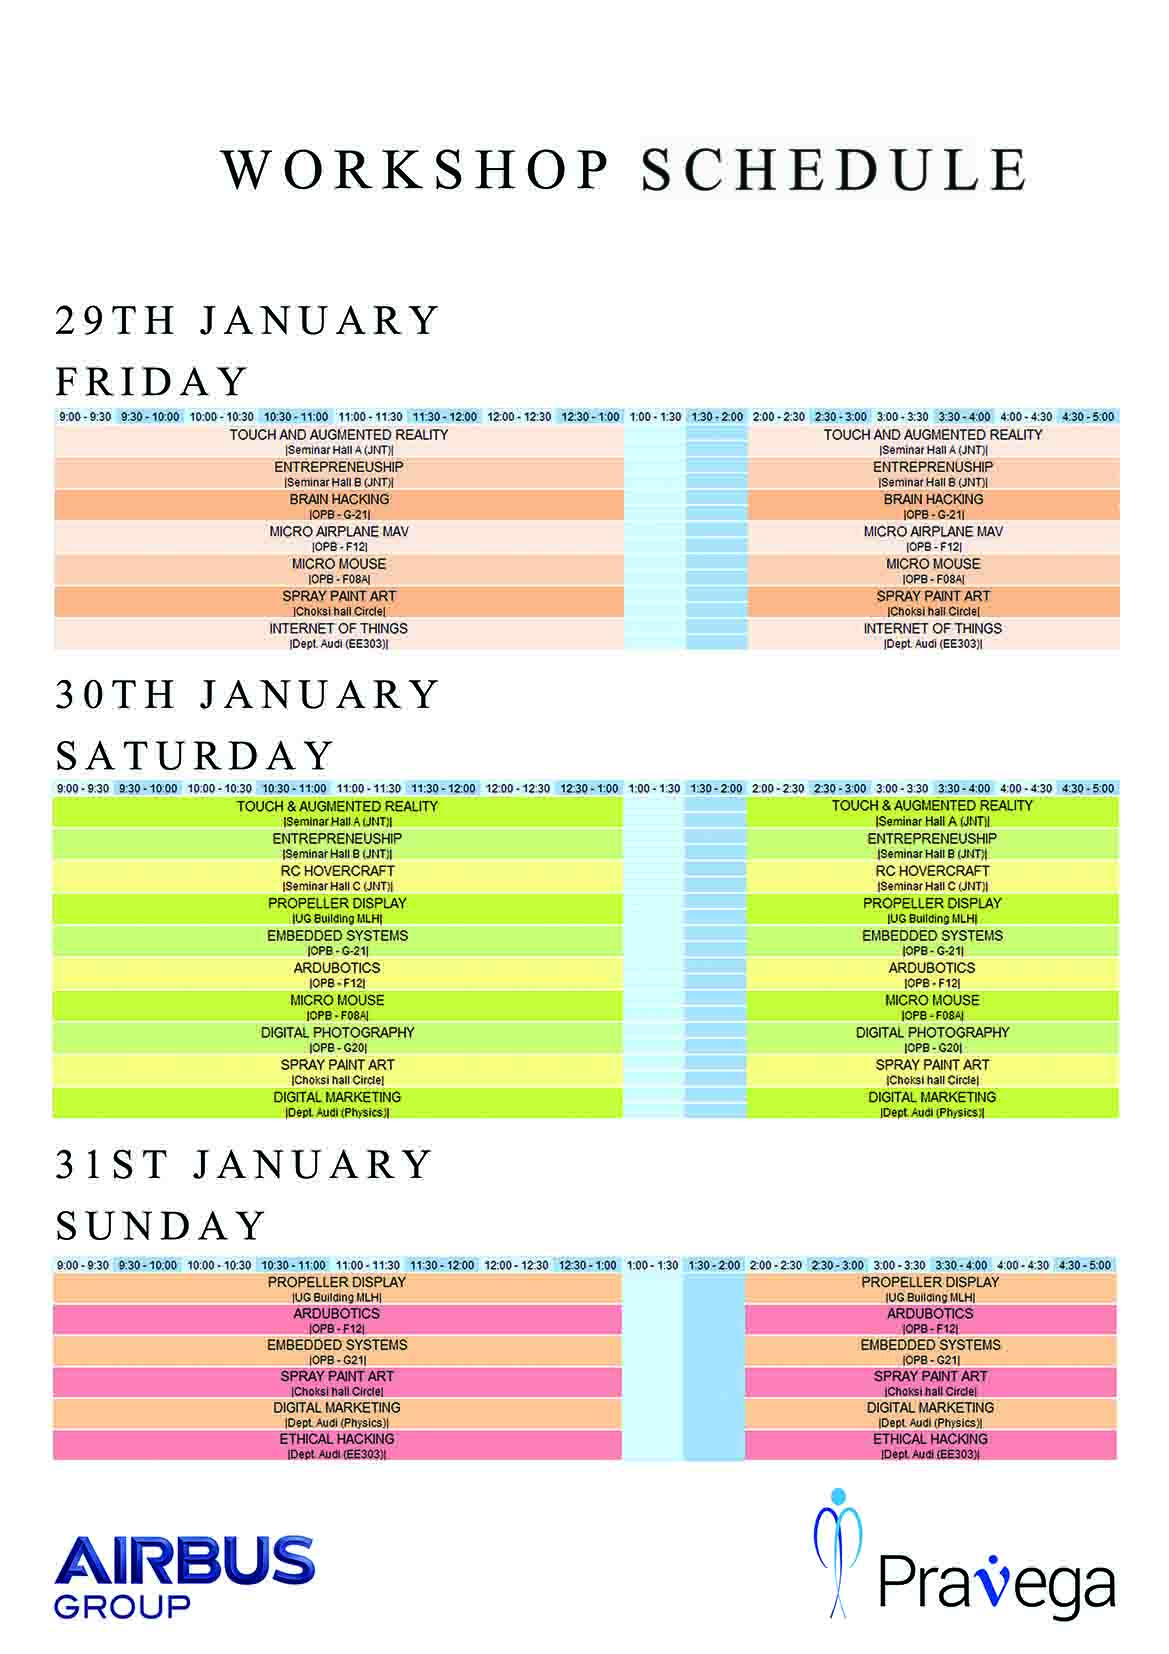 WORKSHOP SCHEDULE
29TH JANUARY
FRIDAY
9:00 - 9:30 9:30 - 10:00 10:00 - 10:30 10:30 - 11:00 11:00 - 11:30 11:30 - 12:00 12:00 - 12:30 12:30 - 1:00 1:00 - 1:30 1:30 - 2:00 2:00 - 2:30 2:30 - 3:00 3:00 - 3:30 3:30 - 4:00 4:00 - 4:30 4:30 - 5:00
TOUCH AND AUGMENTED REALITY TOUCH AND AUGMENTED REALITY
|Seminar Hall A (JNT)| |Seminar Hall A (JNT)|
ENTREPRENEUSHIP ENTREPRENUSHIP
|Seminar Hall B (JNT)| |Seminar Hall B (JNT)|
BRAIN HACKING BRAIN HACKING
|OPB - G-21| |OPB - G-21|
MICRO AIRPLANE MAV MICRO AIRPLANE MAV
|OPB - F12| |OPB - F12|
MICRO MOUSE MICRO MOUSE
|OPB - F08A| |OPB - F08A|
SPRAY PAINT ART SPRAY PAINT ART
|Choksi hall Circle| |Choksi hall Circle|
INTERNET OF THINGS INTERNET OF THINGS
|Dept. Audi (EE303)| |Dept. Audi (EE303)|
30TH JANUARY
SATURDAY
9:00 - 9:30 9:30 - 10:00 10:00 - 10:30 10:30 - 11:00 11:00 - 11:30 11:30 - 12:00 12:00 - 12:30 12:30 - 1:00 1:00 - 1:30 1:30 - 2:00 2:00 - 2:30 2:30 - 3:00 3:00 - 3:30 3:30 - 4:00 4:00 - 4:30 4:30 - 5:00
TOUCH & AUGMENTED REALITY TOUCH & AUGMENTED REALITY
|Seminar Hall A (JNT)| |Seminar Hall A (JNT)|
ENTREPRENEUSHIP ENTREPRENEUSHIP
|Seminar Hall B (JNT)| |Seminar Hall B (JNT)|
RC HOVERCRAFT RC HOVERCRAFT
|Seminar Hall C (JNT)| |Seminar Hall C (JNT)|
PROPELLER DISPLAY PROPELLER DISPLAY
|UG Building MLH| |UG Building MLH|
EMBEDDED SYSTEMS EMBEDDED SYSTEMS
|OPB - G-21| |OPB - G-21|
ARDUBOTICS ARDUBOTICS
|OPB - F12| |OPB - F12|
MICRO MOUSE MICRO MOUSE
|OPB - F08A| |OPB - F08A|
DIGITAL PHOTOGRAPHY DIGITAL PHOTOGRAPHY
|OPB - G20| |OPB - G20|
SPRAY PAINT ART SPRAY PAINT ART
|Choksi hall Circle| |Choksi hall Circle|
DIGITAL MARKETING DIGITAL MARKETING
|Dept. Audi (Physics)| |Dept. Audi (Physics)|
31ST JANUARY
SUNDAY
9:00 - 9:30 9:30 - 10:00 10:00 - 10:30 10:30 - 11:00 11:00 - 11:30 11:30 - 12:00 12:00 - 12:30 12:30 - 1:00 1:00 - 1:30 1:30 - 2:00 2:00 - 2:30 2:30 - 3:00 3:00 - 3:30 3:30 - 4:00 4:00 - 4:30 4:30 - 5:00
PROPELLER DISPLAY PROPELLER DISPLAY
|UG Building MLH| |UG Building MLH|
ARDUBOTICS ARDUBOTICS
|OPB - F12| |OPB - F12|
EMBEDDED SYSTEMS EMBEDDED SYSTEMS
|OPB - G21| |OPB - G21|
SPRAY PAINT ART SPRAY PAINT ART
|Choksi hall Circle| |Choksi hall Circle|
DIGITAL MARKETING DIGITAL MARKETING
|Dept. Audi (Physics)| |Dept. Audi (Physics)|
ETHICAL HACKING ETHICAL HACKING
|Dept. Audi (EE303)| |Dept. Audi (EE303)|
AIRBUS
GROUP
Pravega